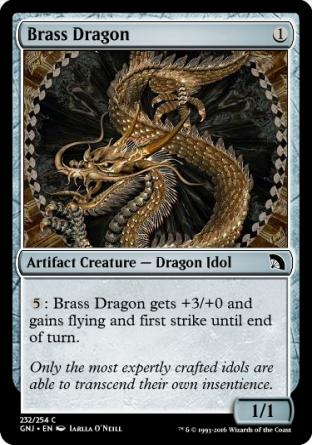 Brass Dragon 1
Artifact Creature — Dragon Idol
5 : Brass Dragon gets +3/+0 and
gains flying and first strike until end
of turn.
Only the most expertly crafted idols are
able to transcend their own insentience.
1/1
232/254 C
GNJ • EN Iarlla O'Neill
™ & © 1993-2016 Wizards of the Coast